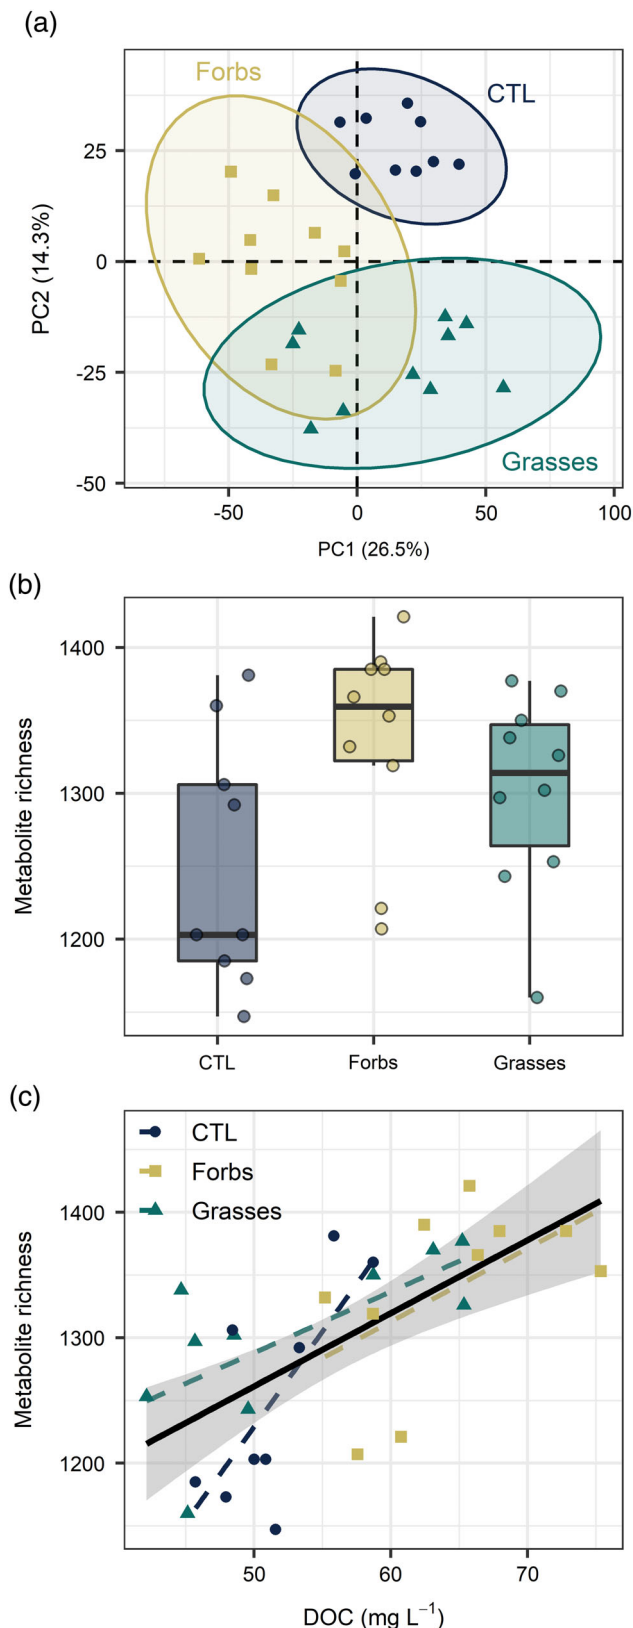 (a)
Forbs
CTL
25
0
-25
-50
PC2 (14.3%)
Grasses
-50
0
50
100
PC1 (26.5%)
(b)
1400
1300
1200
Metabolite richness
CTL
Forbs
Grasses
(c)
CTL
Forbs
Grasses
1400
1300
1200
Metabolite richness
50
60
70
DOC (mg L⁻¹)